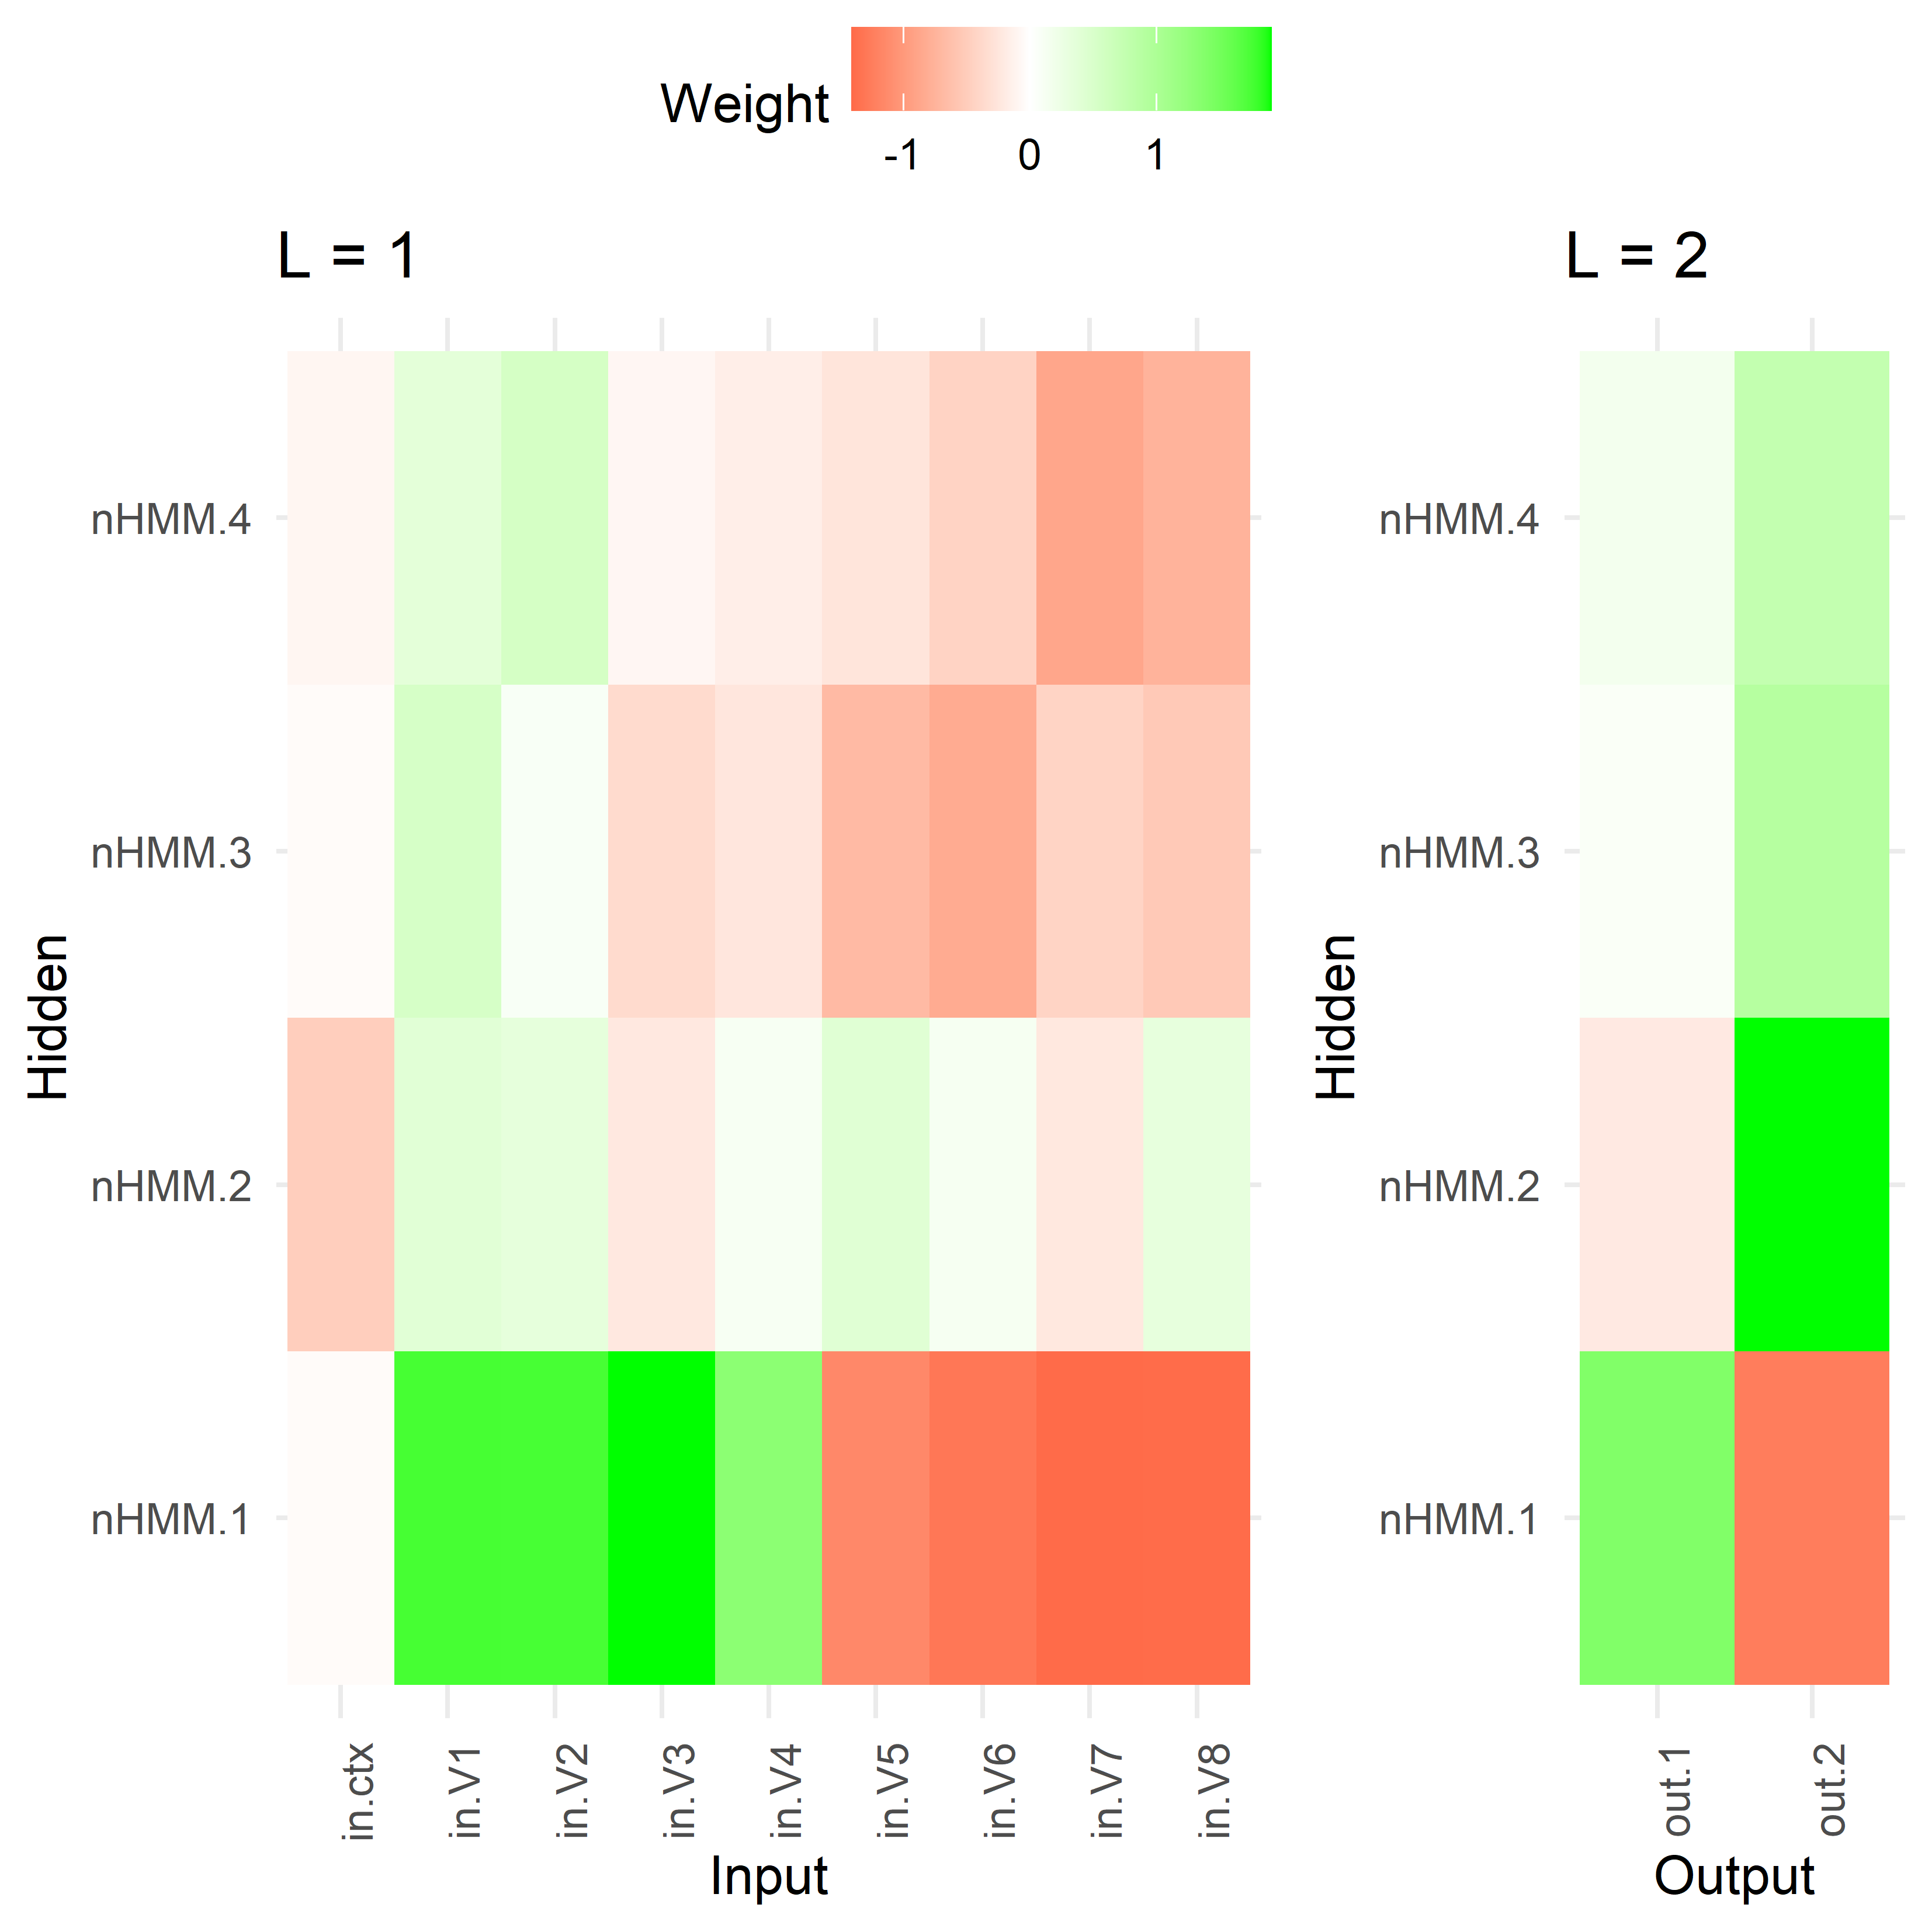 Weight
-1 0 1
L = 1
L = 2
nHMM.4
nHMM.3
nHMM.2
nHMM.1
Hidden
in.ctx
in.V1
in.V2
in.V3
in.V4
in.V5
in.V6
in.V7
in.V8
Input
nHMM.4
nHMM.3
nHMM.2
nHMM.1
Hidden
out.1
out.2
Output